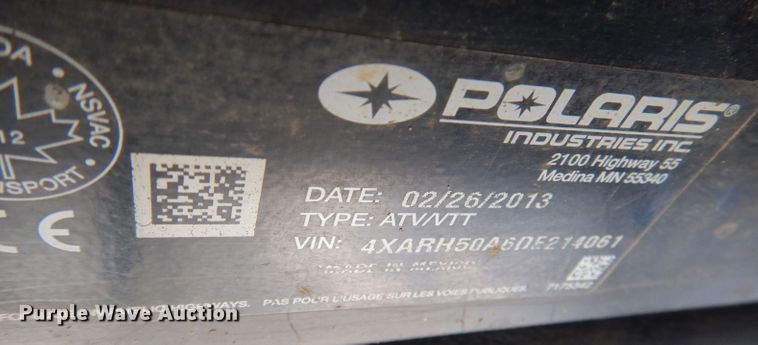 DA
NSVAC
12
POLARIS®
INDUSTRIES INC.
2100 Highway 55
Medina MN 55340
DATE: 02/26/2013
TYPE: ATV/VTT
VIN: 4XARH50A6DE214061
MADE IN MEXICO
7175342
HIGHWAYS. PAS POUR L'USAGE SUR LES VOIES PUBLIQUES.
CE
Purple Wave Auction